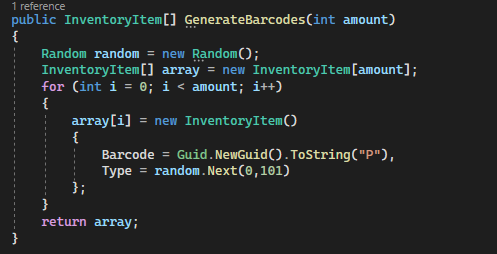 1 reference
public InventoryItem[] GenerateBarcodes(int amount)
{
    Random random = new Random();
    InventoryItem[] array = new InventoryItem[amount];
    for (int i = 0; i < amount; i++)
    {
        array[i] = new InventoryItem()
        {
            Barcode = Guid.NewGuid().ToString("P"),
            Type = random.Next(0,101)
        };
    }
    return array;
}